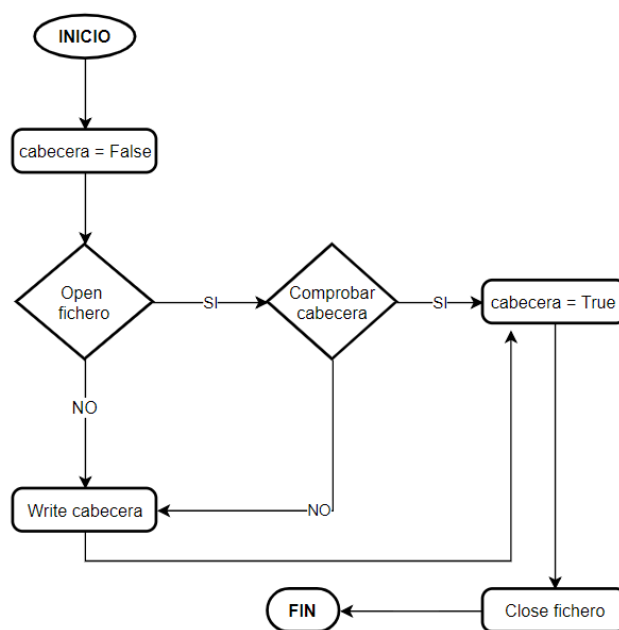 INICIO
cabecera = False
Open
fichero
SI
Comprobar
cabecera
SI
cabecera = True
NO
Write cabecera
NO
FIN
Close fichero